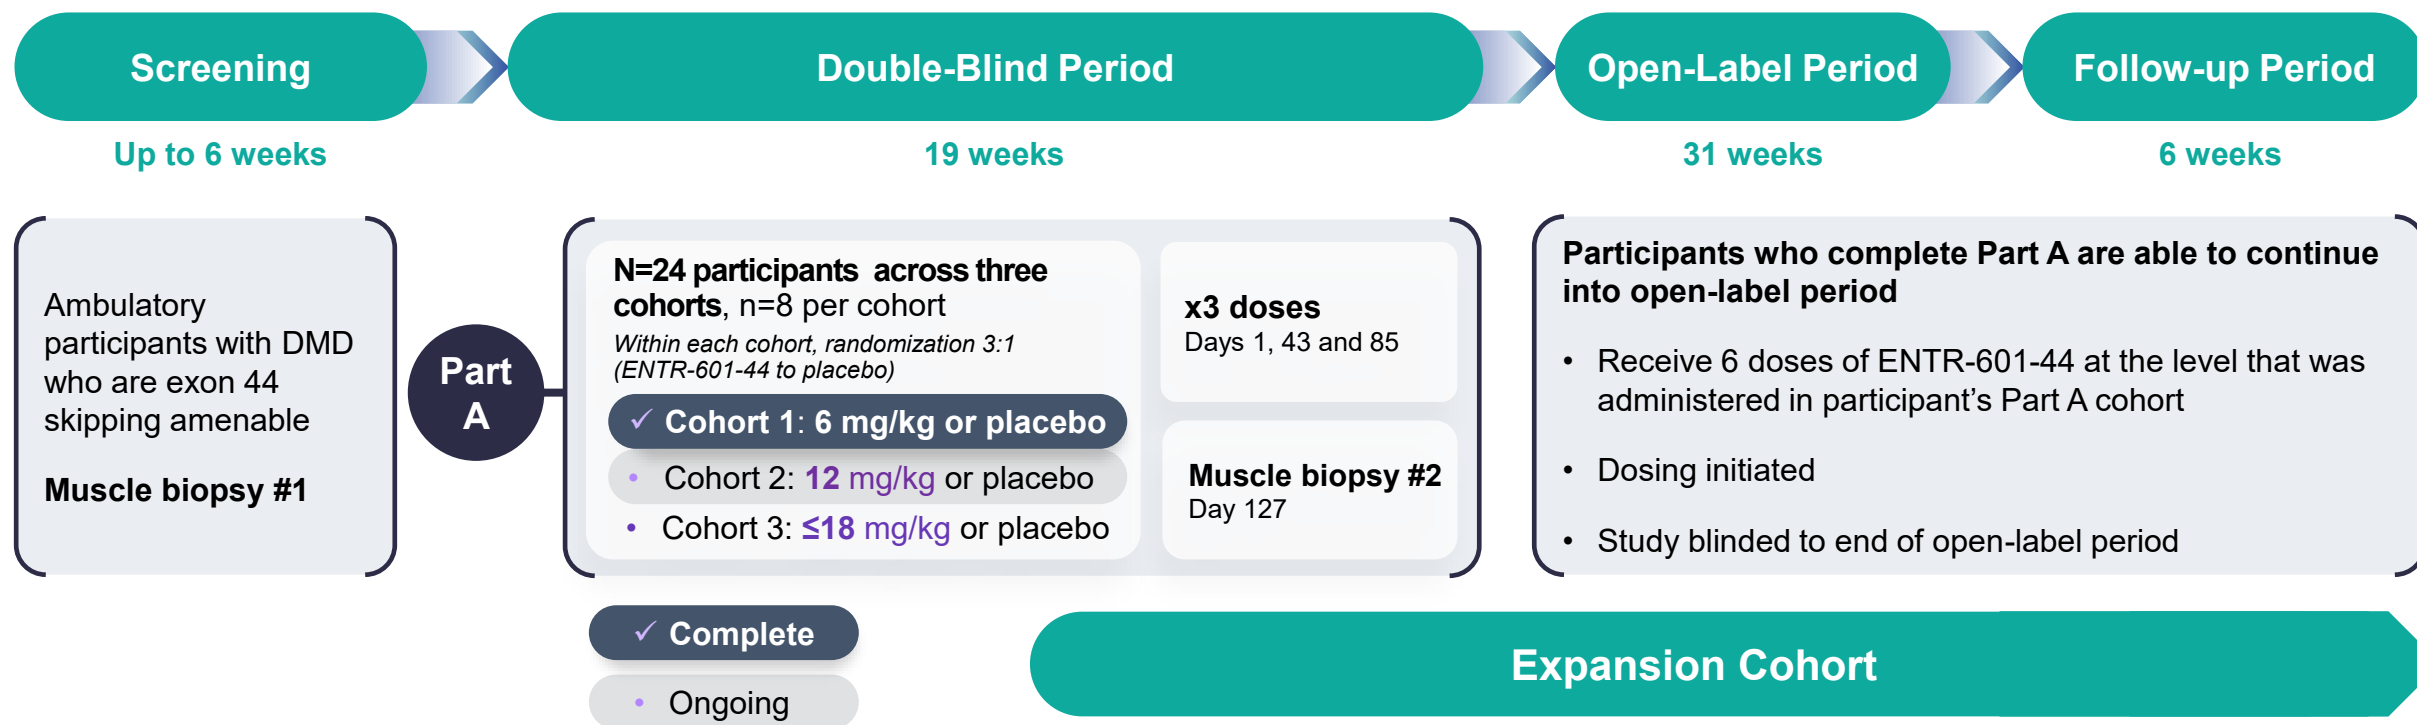 Screening
Double-Blind Period
Open-Label Period
Follow-up Period
Up to 6 weeks
19 weeks
31 weeks
6 weeks
Ambulatory
participants with DMD
who are exon 44
skipping amenable
Muscle biopsy #1
Part
A
N=24 participants across three
cohorts, n=8 per cohort
Within each cohort, randomization 3:1
(ENTR-601-44 to placebo)
✓ Cohort 1: 6 mg/kg or placebo
• Cohort 2: 12 mg/kg or placebo
• Cohort 3: ≤18 mg/kg or placebo
x3 doses
Days 1, 43 and 85
Muscle biopsy #2
Day 127
Participants who complete Part A are able to continue
into open-label period
• Receive 6 doses of ENTR-601-44 at the level that was
administered in participant’s Part A cohort
• Dosing initiated
• Study blinded to end of open-label period
✓ Complete
• Ongoing
Expansion Cohort